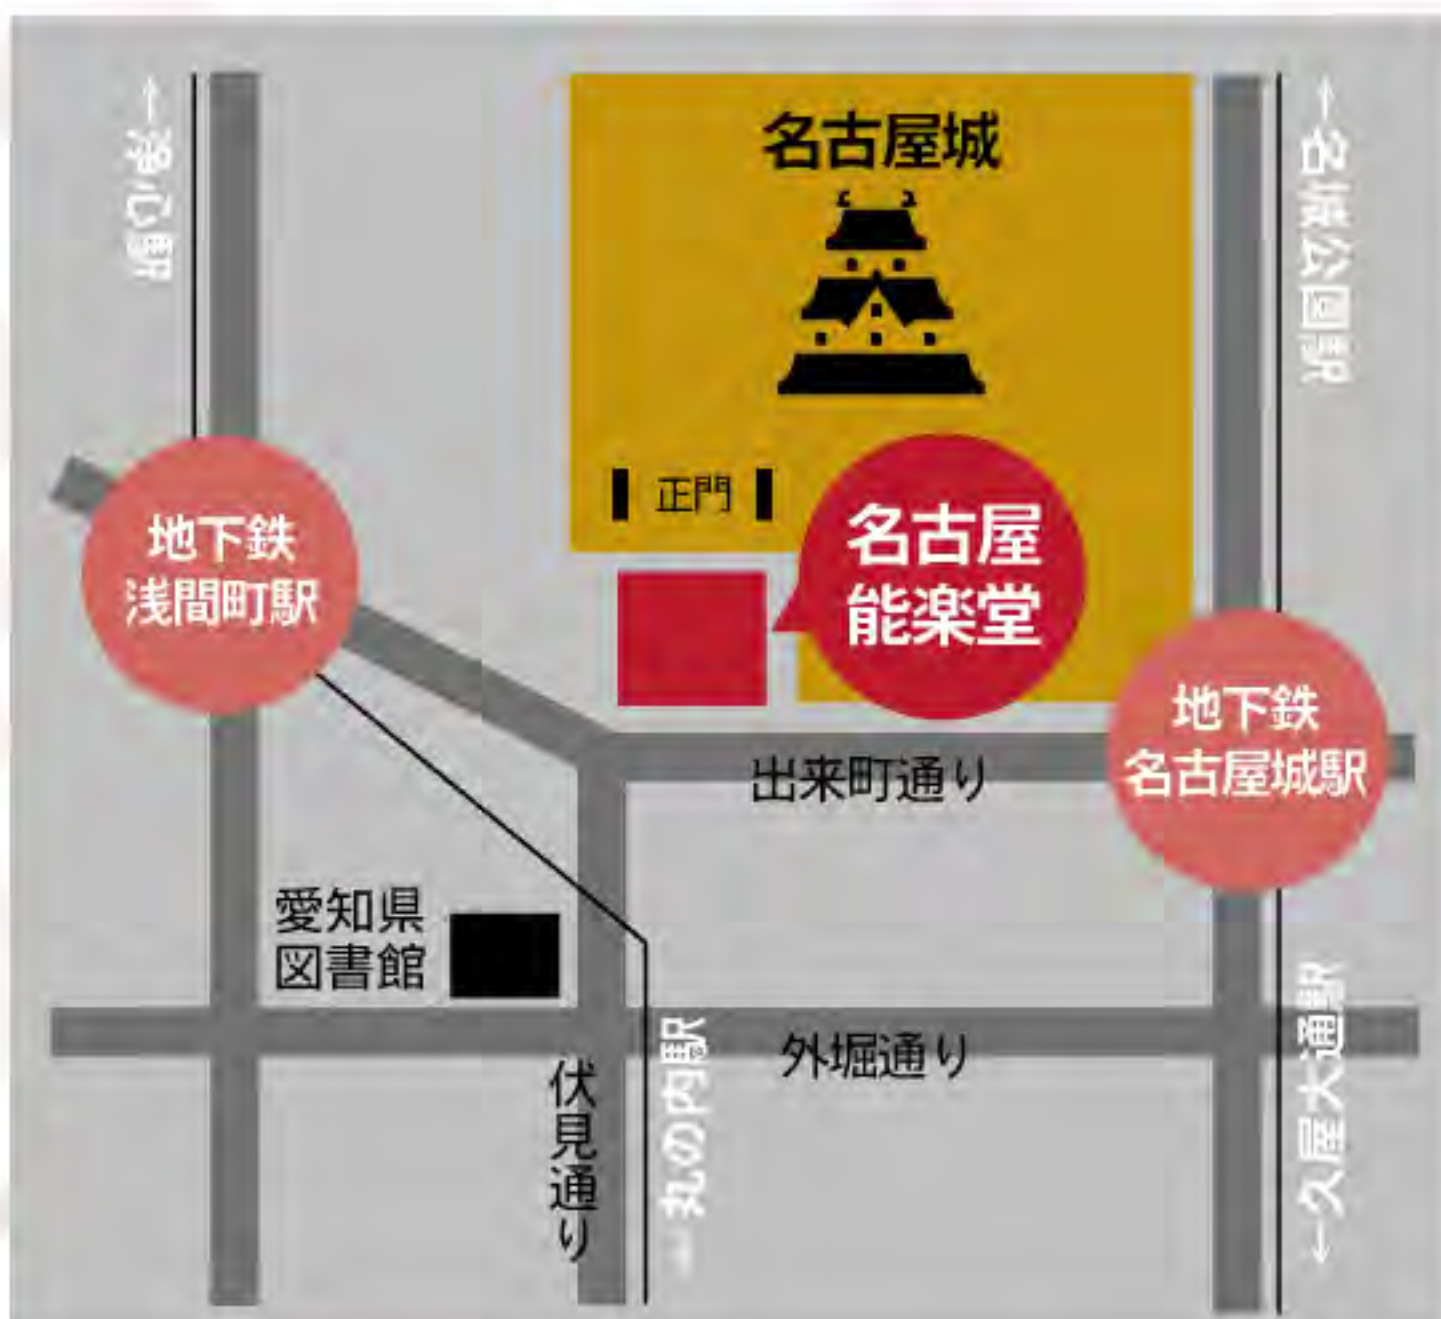 ←浄心駅
名古屋城
←名城公園駅
正門
名古屋
能楽堂
地下鉄
浅間町駅
地下鉄
名古屋城駅
出来町通り
愛知県
図書館
外堀通り
伏見通り
←丸の内駅
←久屋大通駅